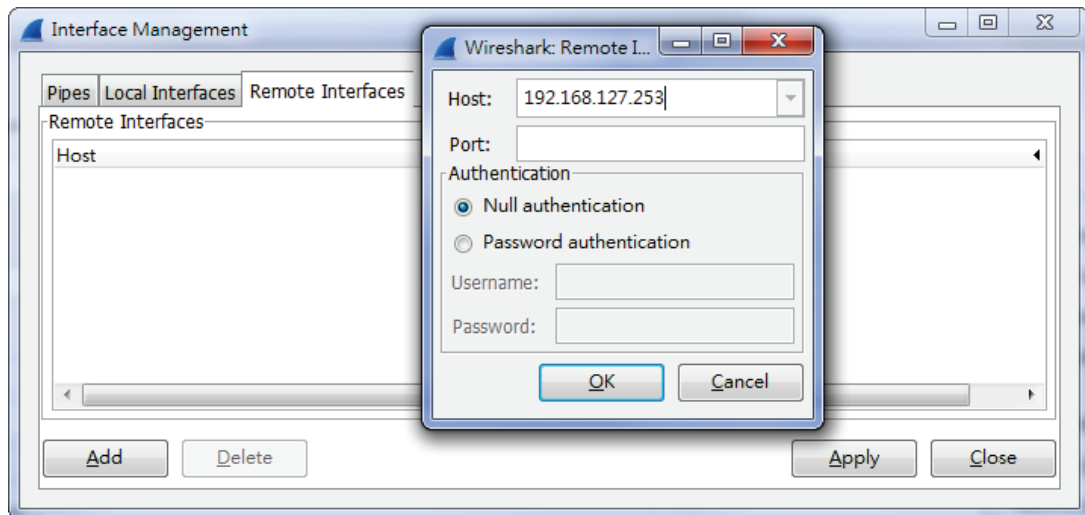 Interface Management
Wireshark: Remote I...
Pipes Local Interfaces Remote Interfaces
Remote Interfaces
Host
Host: 192.168.127.253
Port:
Authentication
Null authentication
Password authentication
Username:
Password:
OK Cancel
Add Delete Apply Close